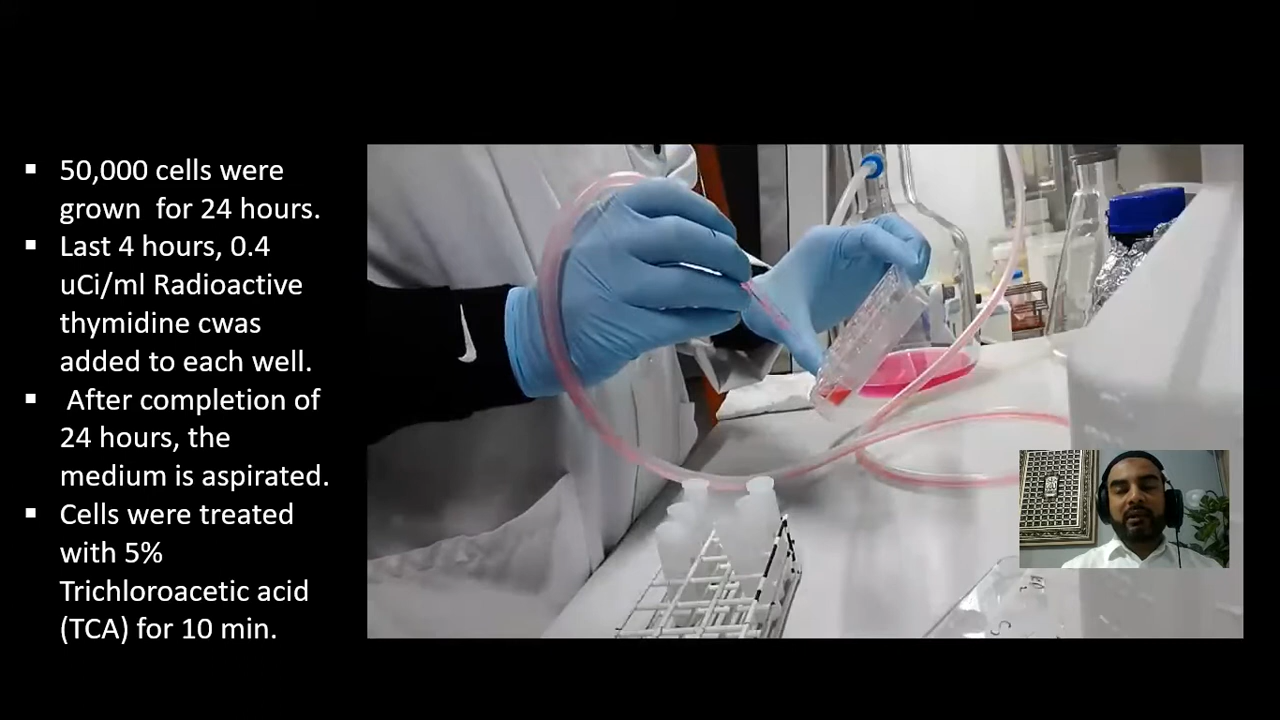 ▪ 50,000 cells were
grown  for 24 hours.
▪ Last 4 hours, 0.4
uCi/ml Radioactive
thymidine cwas
added to each well.
▪  After completion of
24 hours, the
medium is aspirated.
▪ Cells were treated
with 5%
Trichloroacetic acid
(TCA) for 10 min.